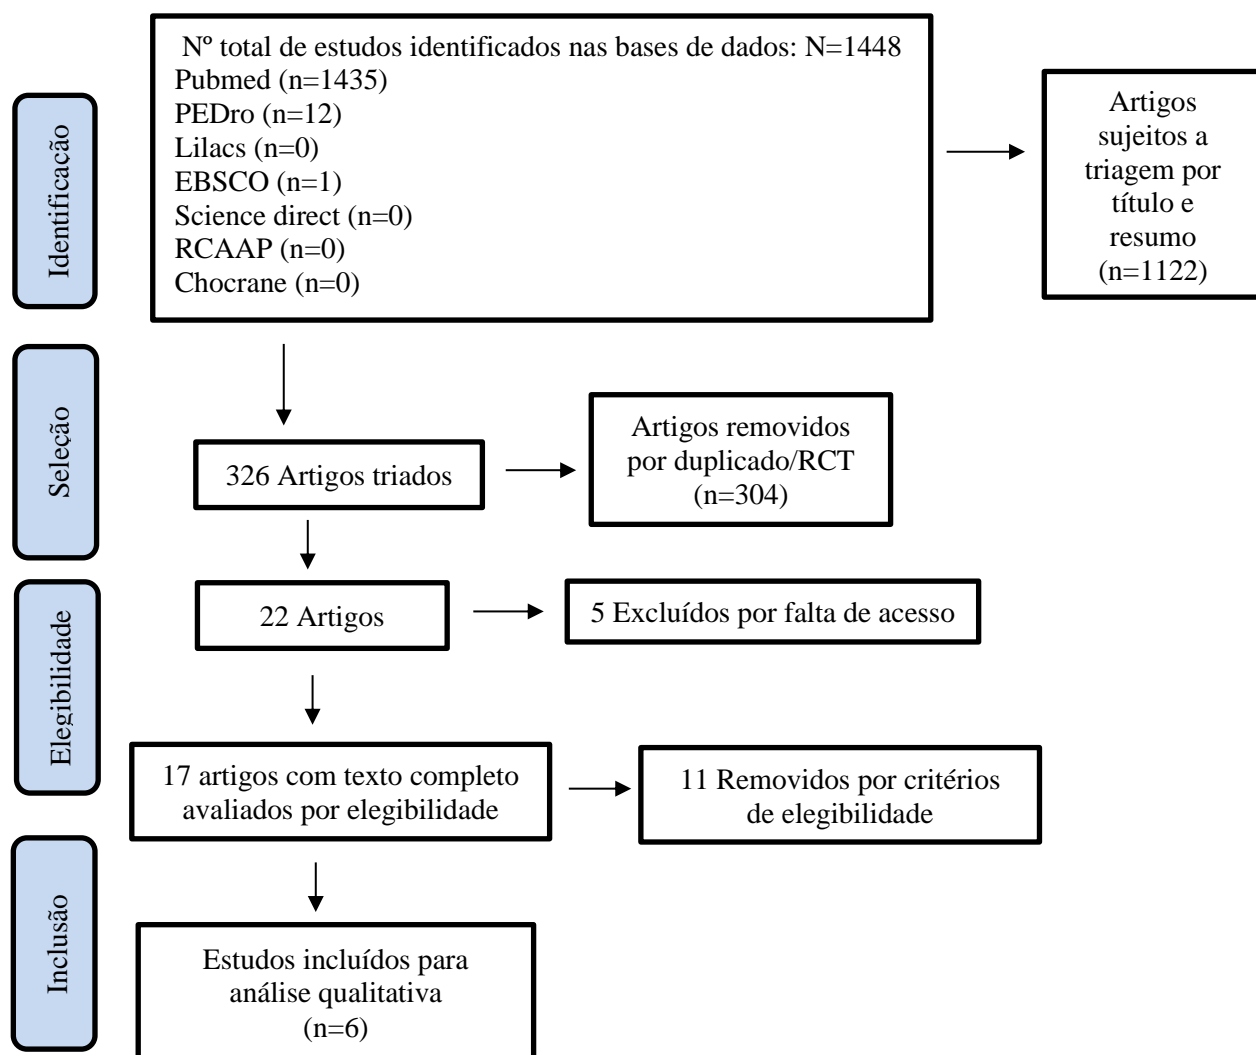 Nº total de estudos identificados nas bases de dados: N=1448
Pubmed (n=1435)
PEDro (n=12)
Lilacs (n=0)
EBSCO (n=1)
Science direct (n=0)
RCAAP (n=0)
Chocrane (n=0)
Artigos
sujeitos a
triagem por
título e
resumo
(n=1122)
Identificação
Seleção
326 Artigos triados
Artigos removidos
por duplicado/RCT
(n=304)
Elegibilidade
22 Artigos
5 Excluídos por falta de acesso
17 artigos com texto completo
avaliados por elegibilidade
11 Removidos por critérios
de elegibilidade
Inclusão
Estudos incluídos para
análise qualitativa
(n=6)